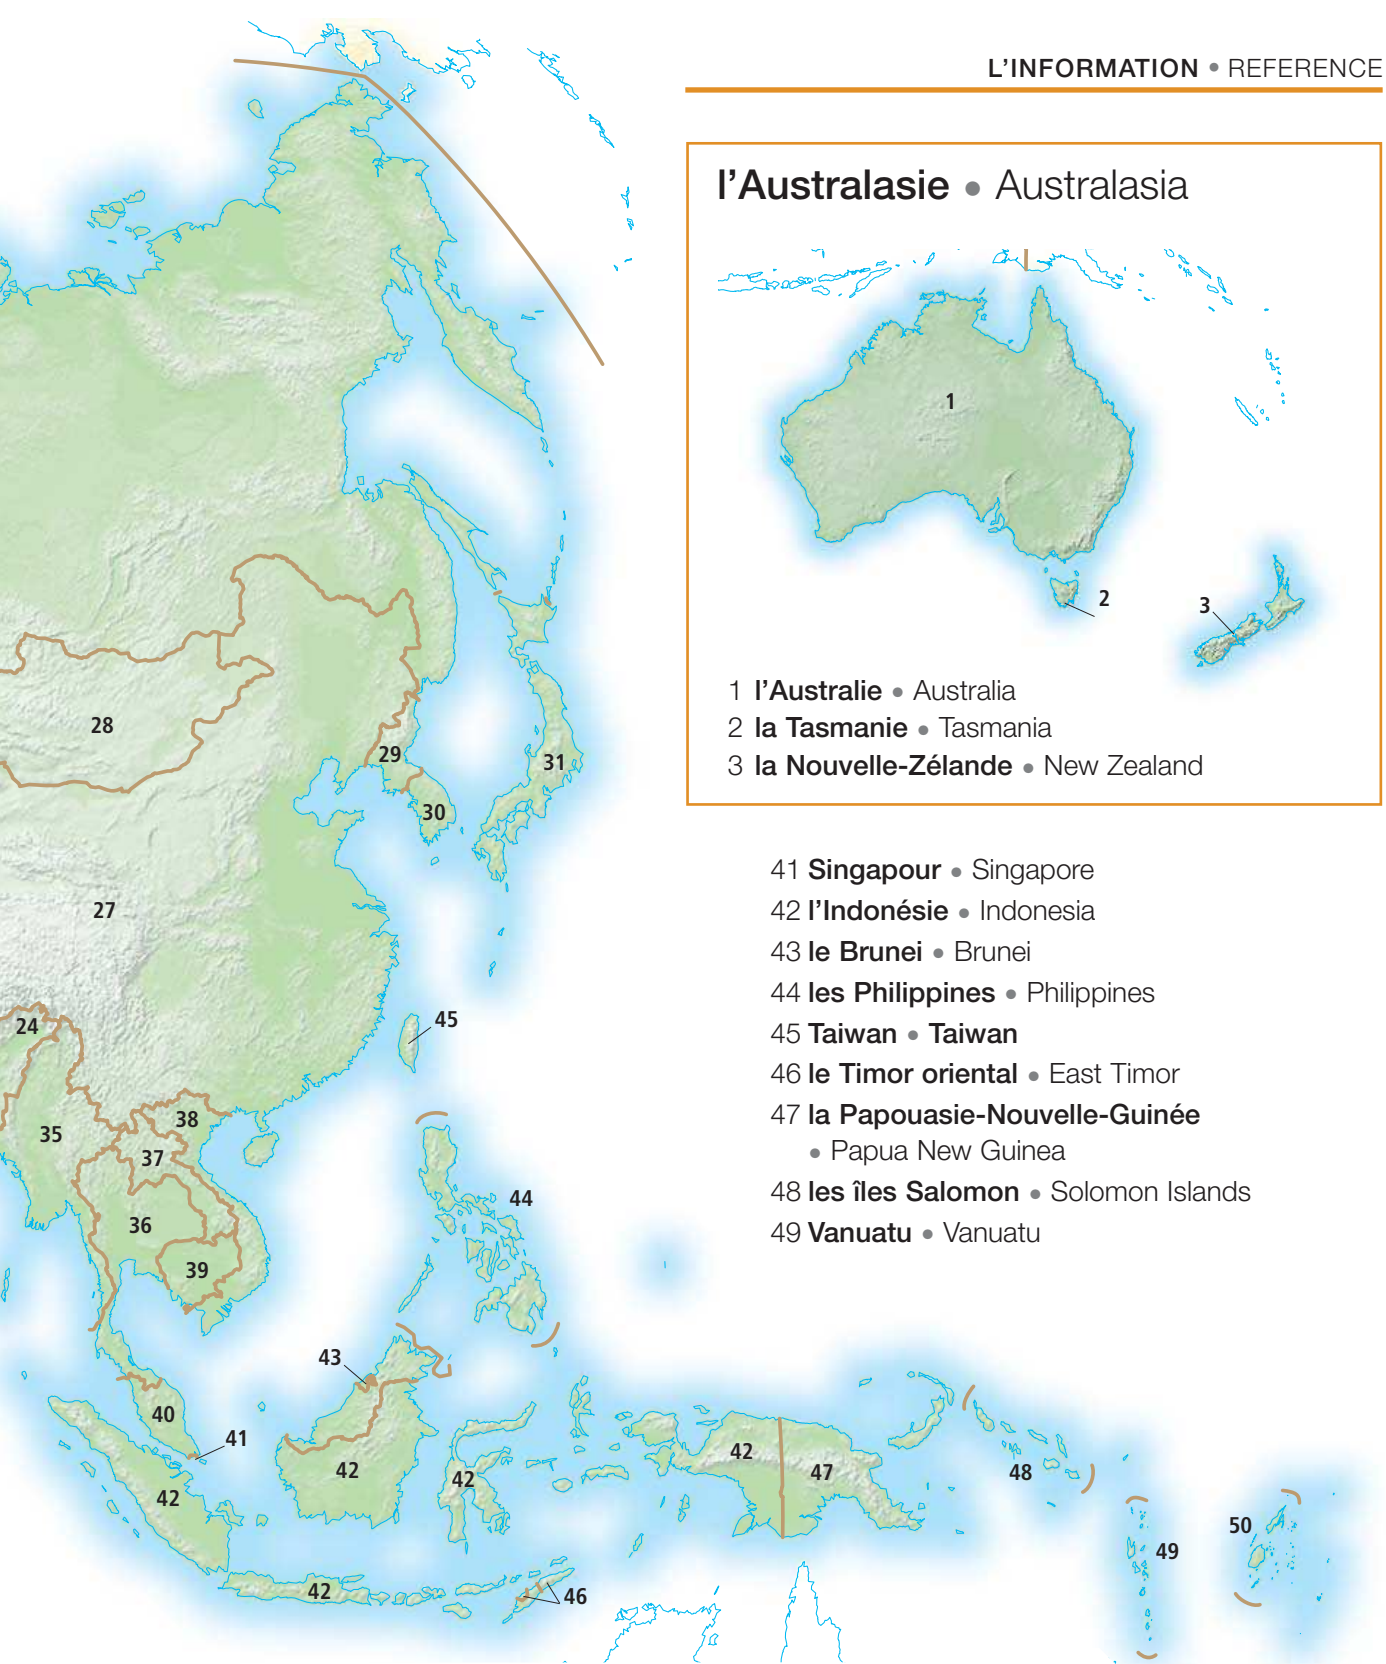 L'INFORMATION • REFERENCE
l'Australasie • Australasia
1
2
3
1 l'Australie • Australia
2 la Tasmanie • Tasmania
3 la Nouvelle-Zélande • New Zealand
28
29
31
30
27
41 Singapour • Singapore
42 l'Indonésie • Indonesia
43 le Brunei • Brunei
44 les Philippines • Philippines
45 Taiwan • Taiwan
46 le Timor oriental • East Timor
47 la Papouasie-Nouvelle-Guinée
• Papua New Guinea
48 les îles Salomon • Solomon Islands
49 Vanuatu • Vanuatu
24
45
38
35
37
44
36
39
43
40
41
42
42
42
42
47
48
50
49
42
46